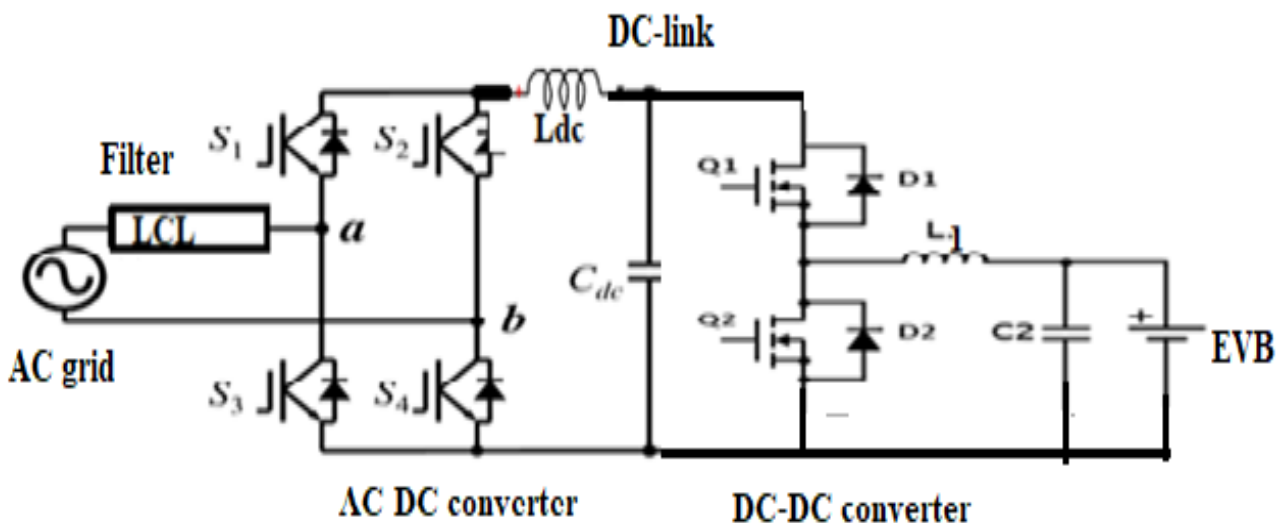 DC-link
Ldc
S1
S2
Filter
LCL
a
Q1
D1
L1
Cdc
b
Q2
D2
C2
+
EVB
AC grid
S3
S4
AC DC converter
DC-DC converter